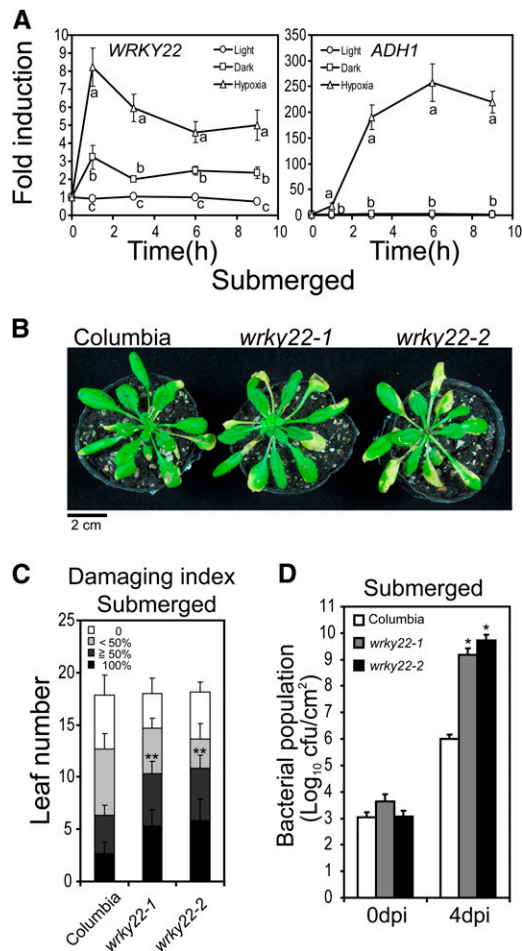 A
WRKY22
Light
Dark
Hypoxia
ADH1
Light
Dark
Hypoxia
Fold induction
10
9
8
7
6
5
4
3
2
1
0
a
a
a
a
b
b
b
b
c
c
c
c
0 2 4 6 8 10
Time(h)
350
300
250
200
150
100
50
0
a
a
a
a
b
b
b
b
0 2 4 6 8 10
Time(h)
Submerged
B
Columbia
wrky22-1
wrky22-2
2 cm
C
Damaging index
Submerged
Leaf number
25
20
15
10
5
0
0
< 50%
≧ 50%
100%
**
**
Columbia
wrky22-1
wrky22-2
D
Submerged
Bacterial population
(Log10 cfu/cm2)
11
10
9
8
7
6
5
4
3
2
1
0
Columbia
wrky22-1
wrky22-2
*
*
0dpi
4dpi